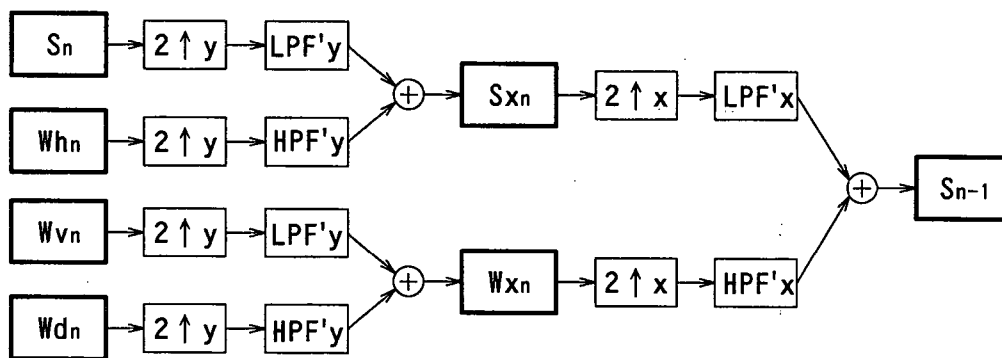 Sn 2↑y LPF'y
Whn 2↑y HPF'y
+ Sxn 2↑x LPF'x
Wvn 2↑y LPF'y
Wdn 2↑y HPF'y
+ Wxn 2↑x HPF'x
+ Sn-1